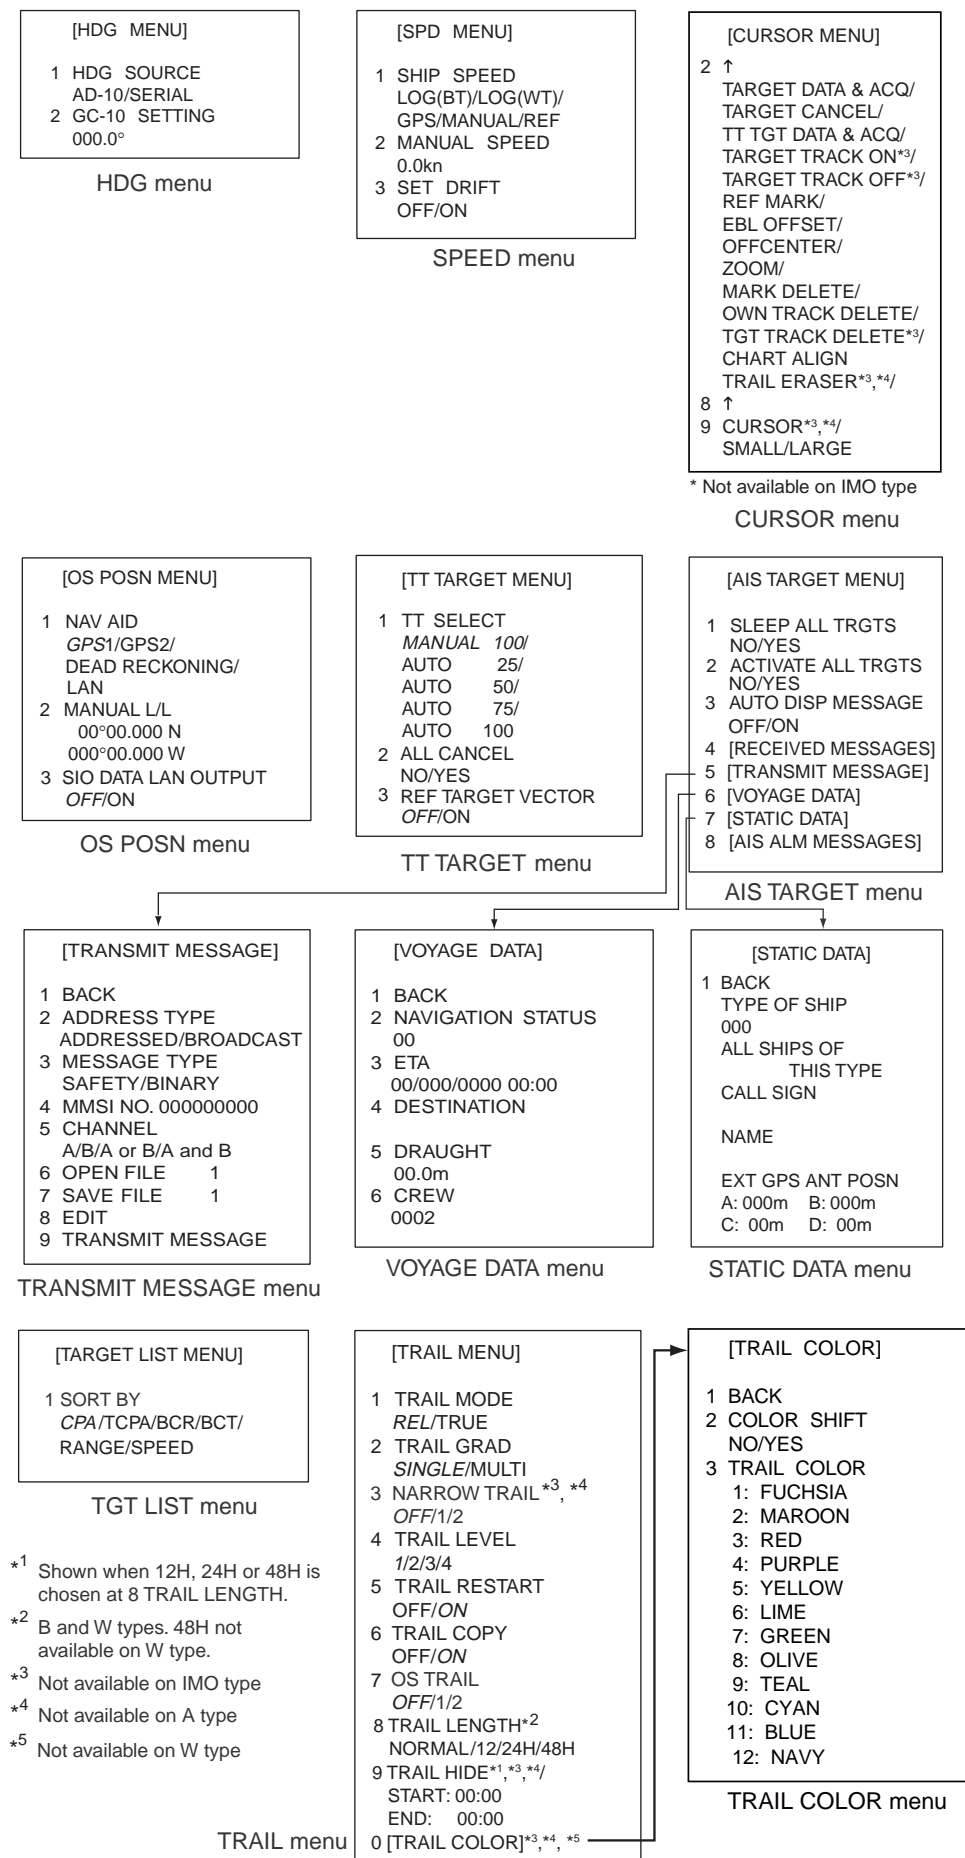 [HDG MENU]
1 HDG SOURCE
AD-10/SERIAL
2 GC-10 SETTING
000.0°
HDG menu
[SPD MENU]
1 SHIP SPEED
LOG(BT)/LOG(WT)/
GPS/MANUAL/REF
2 MANUAL SPEED
0.0kn
3 SET DRIFT
OFF/ON
SPEED menu
[CURSOR MENU]
2 ↑
TARGET DATA & ACQ/
TARGET CANCEL/
TT TGT DATA & ACQ/
TARGET TRACK ON*3/
TARGET TRACK OFF*3/
REF MARK/
EBL OFFSET/
OFFCENTER/
ZOOM/
MARK DELETE/
OWN TRACK DELETE/
TGT TRACK DELETE*3/
CHART ALIGN
TRAIL ERASER*3,*4/
8 ↑
9 CURSOR*3,*4/
SMALL/LARGE
* Not available on IMO type
CURSOR menu
[OS POSN MENU]
1 NAV AID
GPS1/GPS2/
DEAD RECKONING/
LAN
2 MANUAL L/L
00°00.000 N
000°00.000 W
3 SIO DATA LAN OUTPUT
OFF/ON
OS POSN menu
[TT TARGET MENU]
1 TT SELECT
MANUAL 100/
AUTO 25/
AUTO 50/
AUTO 75/
AUTO 100
2 ALL CANCEL
NO/YES
3 REF TARGET VECTOR
OFF/ON
TT TARGET menu
[AIS TARGET MENU]
1 SLEEP ALL TRGTS
NO/YES
2 ACTIVATE ALL TRGTS
NO/YES
3 AUTO DISP MESSAGE
OFF/ON
4 [RECEIVED MESSAGES]
5 [TRANSMIT MESSAGE]
6 [VOYAGE DATA]
7 [STATIC DATA]
8 [AIS ALM MESSAGES]
AIS TARGET menu
[TRANSMIT MESSAGE]
1 BACK
2 ADDRESS TYPE
ADDRESSED/BROADCAST
3 MESSAGE TYPE
SAFETY/BINARY
4 MMSI NO. 000000000
5 CHANNEL
A/B/A or B/A and B
6 OPEN FILE 1
7 SAVE FILE 1
8 EDIT
9 TRANSMIT MESSAGE
TRANSMIT MESSAGE menu
[VOYAGE DATA]
1 BACK
2 NAVIGATION STATUS
00
3 ETA
00/000/0000 00:00
4 DESTINATION
5 DRAUGHT
00.0m
6 CREW
0002
VOYAGE DATA menu
[STATIC DATA]
1 BACK
TYPE OF SHIP
000
ALL SHIPS OF
THIS TYPE
CALL SIGN
NAME
EXT GPS ANT POSN
A: 000m B: 000m
C: 00m D: 00m
STATIC DATA menu
[TARGET LIST MENU]
1 SORT BY
CPA/TCPA/BCR/BCT/
RANGE/SPEED
TGT LIST menu
*1 Shown when 12H, 24H or 48H is
chosen at 8 TRAIL LENGTH.
*2 B and W types. 48H not
available on W type.
*3 Not available on IMO type
*4 Not available on A type
*5 Not available on W type
[TRAIL MENU]
1 TRAIL MODE
REL/TRUE
2 TRAIL GRAD
SINGLE/MULTI
3 NARROW TRAIL*3, *4
OFF/1/2
4 TRAIL LEVEL
1/2/3/4
5 TRAIL RESTART
OFF/ON
6 TRAIL COPY
OFF/ON
7 OS TRAIL
OFF/1/2
8 TRAIL LENGTH*2
NORMAL/12/24H/48H
9 TRAIL HIDE*1,*3,*4/
START: 00:00
END: 00:00
0 [TRAIL COLOR]*3,*4, *5
TRAIL menu
[TRAIL COLOR]
1 BACK
2 COLOR SHIFT
NO/YES
3 TRAIL COLOR
1: FUCHSIA
2: MAROON
3: RED
4: PURPLE
5: YELLOW
6: LIME
7: GREEN
8: OLIVE
9: TEAL
10: CYAN
11: BLUE
12: NAVY
TRAIL COLOR menu